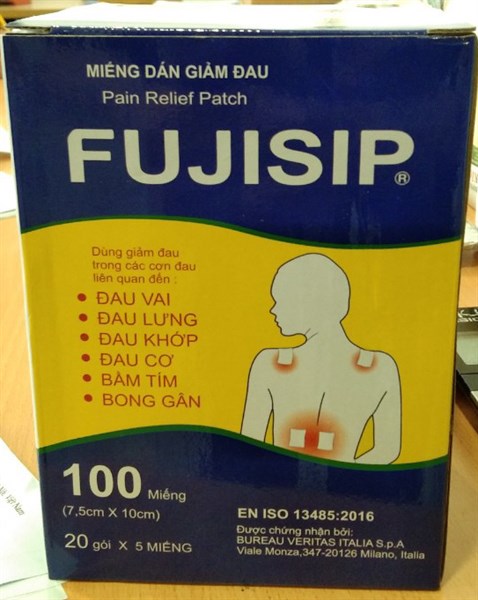 MIẾNG DÁN GIẢM ĐAU
Pain Relief Patch
FUJISIP®
Dùng giảm đau
trong các cơn đau
liên quan đến :
• ĐAU VAI
• ĐAU LƯNG
• ĐAU KHỚP
• ĐAU CƠ
• BẦM TÍM
• BONG GÂN
100 Miếng
(7,5cm X 10cm)
20 gói X 5 MIẾNG
EN ISO 13485:2016
Được chứng nhận bởi:
BUREAU VERITAS ITALIA S.p.A
Viale Monza,347-20126 Milano, Italia